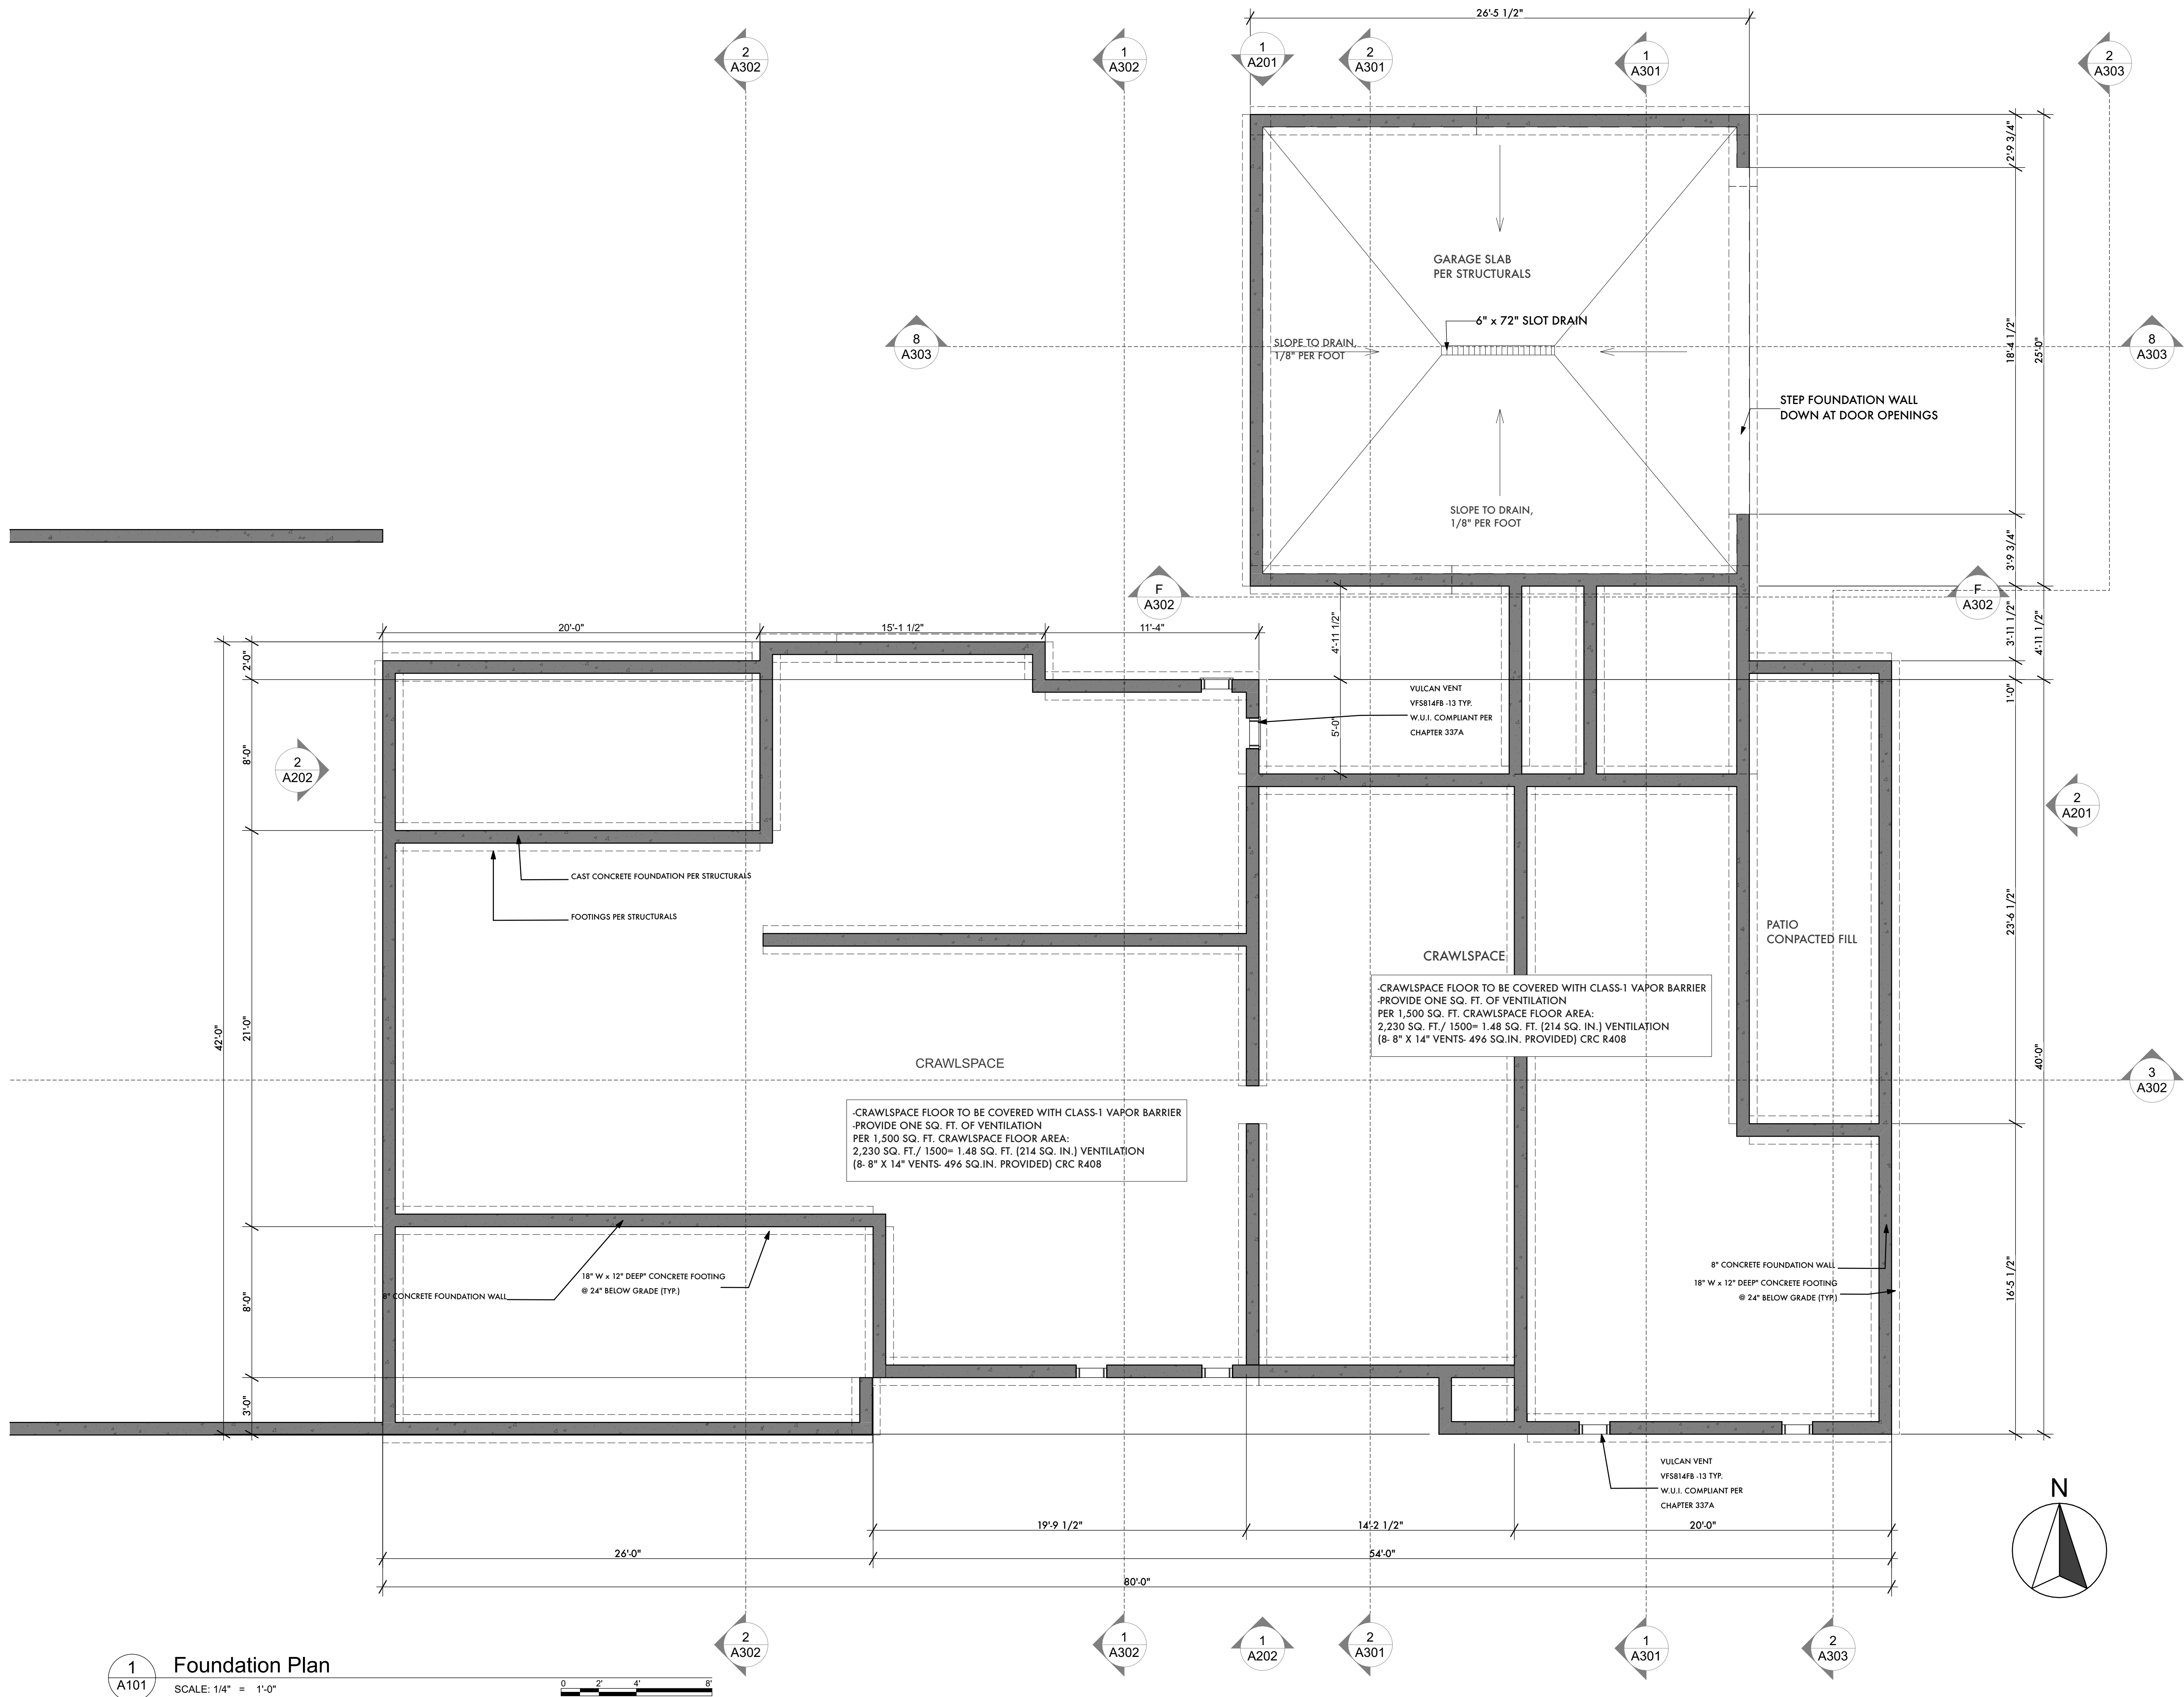 26'-5 1/2"
2
A302
1
A302
1
A201
2
A301
1
A301
2
A303
2'-9 3/4"
18'-4 1/2"
25'-0"
3'-9 3/4"
3'-11 1/2"
4'-11 1/2"
1'-0"
23'-6 1/2"
40'-0"
16'-5 1/2"
GARAGE SLAB
PER STRUCTURALS
6" x 72" SLOT DRAIN
SLOPE TO DRAIN,
1/8" PER FOOT
8
A303
8
A303
STEP FOUNDATION WALL
DOWN AT DOOR OPENINGS
SLOPE TO DRAIN,
1/8" PER FOOT
F
A302
F
A302
20'-0"
15'-1 1/2"
11'-4"
4'-11 1/2"
5'-0"
2'-0"
8'-0"
42'-0"
21'-0"
8'-0"
3'-0"
VULCAN VENT
VFS814FB -13 TYP.
W.U.I. COMPLIANT PER
CHAPTER 337A
2
A202
2
A201
CAST CONCRETE FOUNDATION PER STRUCTURALS
FOOTINGS PER STRUCTURALS
PATIO
CONPACTED FILL
CRAWLSPACE
-CRAWLSPACE FLOOR TO BE COVERED WITH CLASS-1 VAPOR BARRIER
-PROVIDE ONE SQ. FT. OF VENTILATION
PER 1,500 SQ. FT. CRAWLSPACE FLOOR AREA:
2,230 SQ. FT./ 1500= 1.48 SQ. FT. (214 SQ. IN.) VENTILATION
(8- 8" X 14" VENTS- 496 SQ.IN. PROVIDED) CRC R408
CRAWLSPACE
3
A302
-CRAWLSPACE FLOOR TO BE COVERED WITH CLASS-1 VAPOR BARRIER
-PROVIDE ONE SQ. FT. OF VENTILATION
PER 1,500 SQ. FT. CRAWLSPACE FLOOR AREA:
2,230 SQ. FT./ 1500= 1.48 SQ. FT. (214 SQ. IN.) VENTILATION
(8- 8" X 14" VENTS- 496 SQ.IN. PROVIDED) CRC R408
18" W x 12" DEEP" CONCRETE FOOTING
@ 24" BELOW GRADE (TYP.)
8" CONCRETE FOUNDATION WALL
8" CONCRETE FOUNDATION WALL
18" W x 12" DEEP" CONCRETE FOOTING
@ 24" BELOW GRADE (TYP.)
VULCAN VENT
VFS814FB -13 TYP.
W.U.I. COMPLIANT PER
CHAPTER 337A
N
19'-9 1/2"
14'-2 1/2"
20'-0"
26'-0"
54'-0"
80'-0"
2
A302
1
A302
1
A202
2
A301
1
A301
2
A303
1
A101
Foundation Plan
SCALE: 1/4" = 1'-0"
0 2' 4' 8'